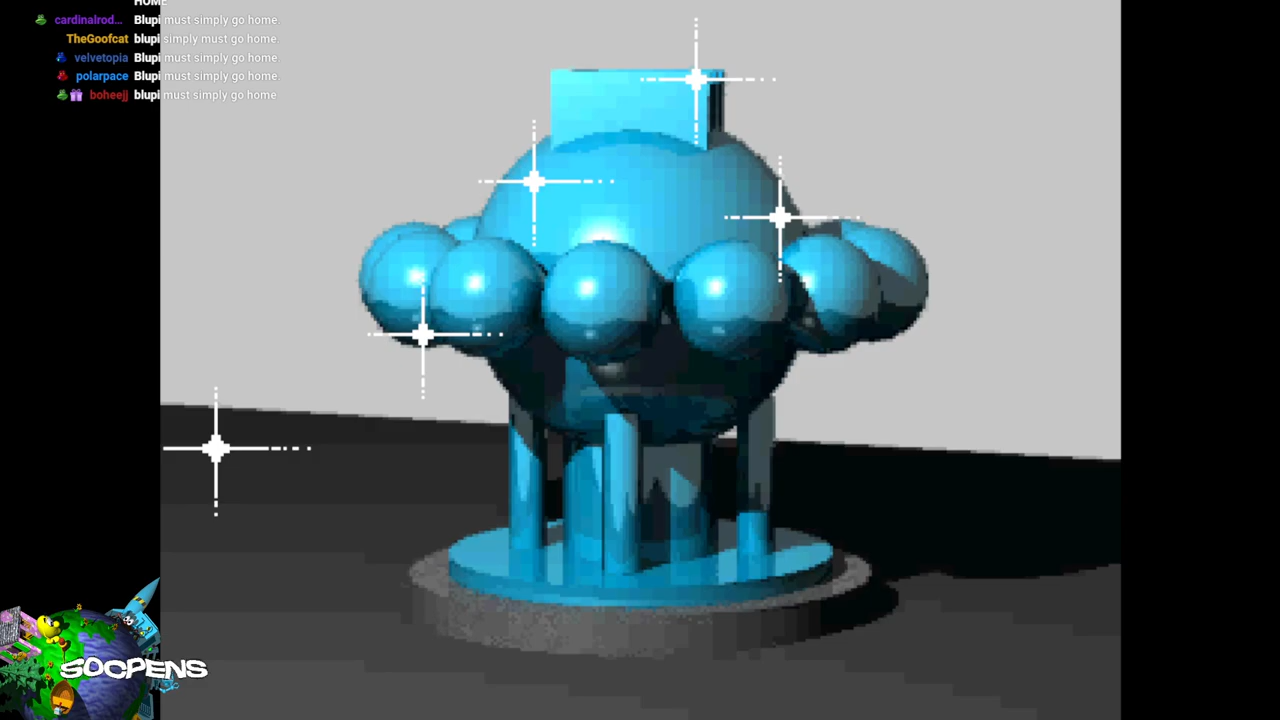 HOME
cardinalrod... Blupi must simply go home.
TheGoofcat blupi simply must go home.
velvetopia Blupi must simply go home.
polarpace Blupi must simply go home.
boheejj blupi must simply go home.
SOCPENS